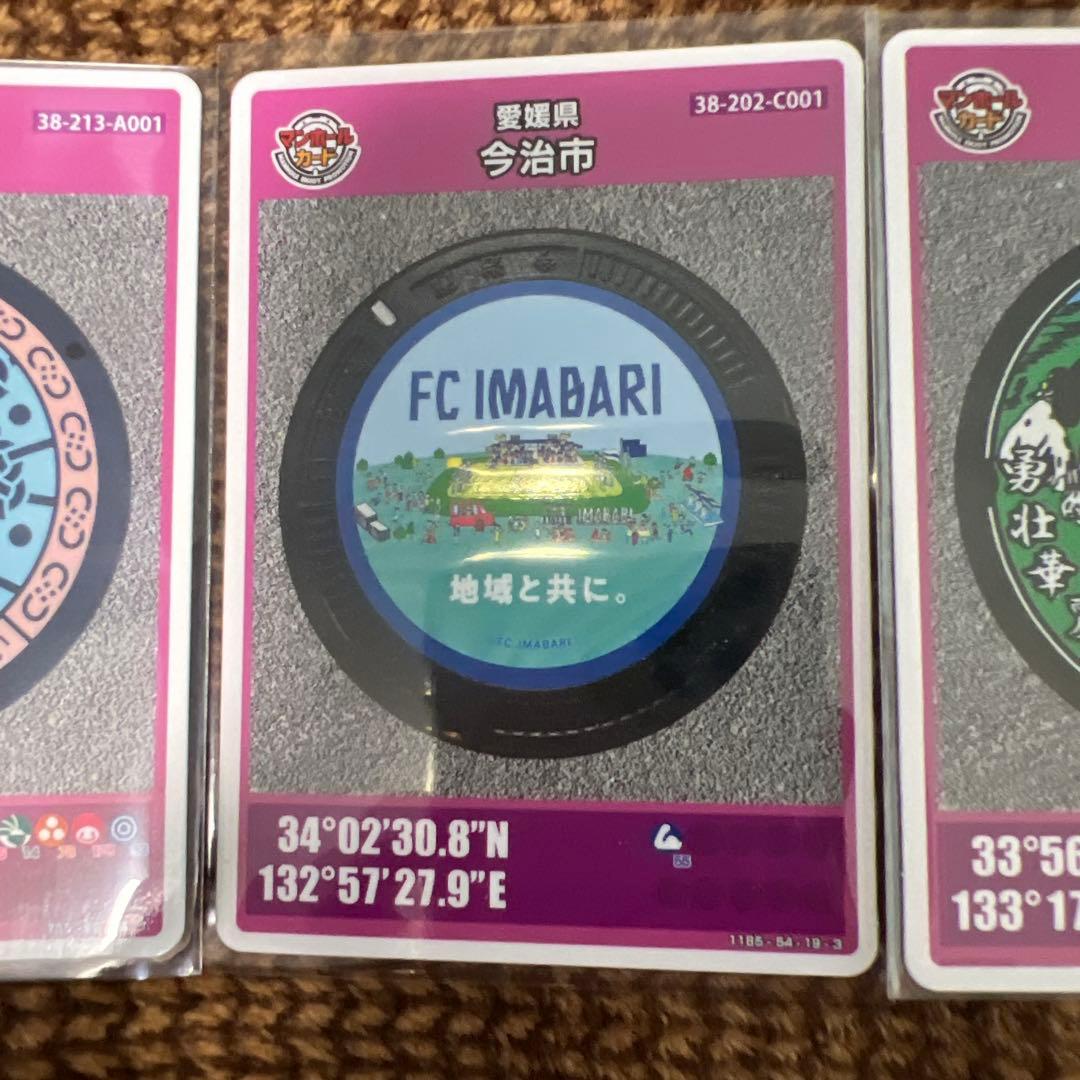 38-213-A001
マンホール
カード
愛媛県
今治市
38-202-C001
FC IMABARI
IMABARI
地域と共に。
FC IMABARI
34°02'30.8"N
132°57'27.9"E
55
1185-54-19-3
マンホール
カード
勇
壮
華
33°56
133°17